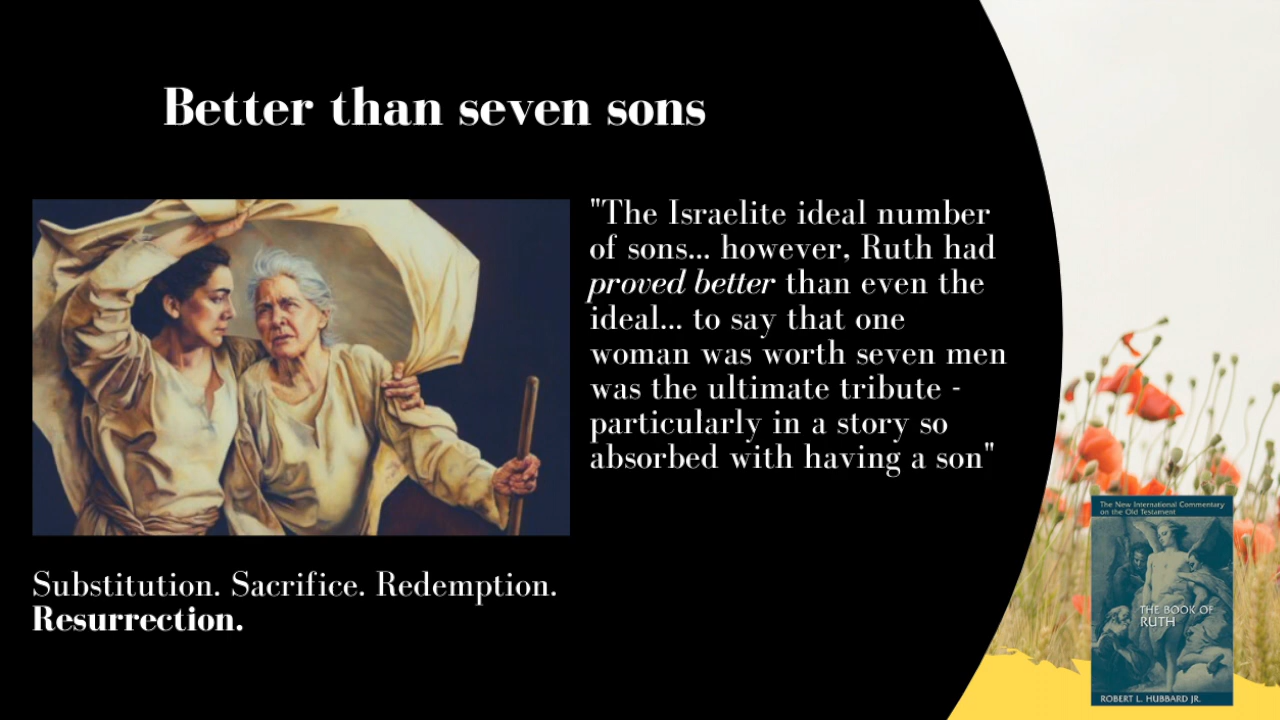 Better than seven sons
"The Israelite ideal number
of sons... however, Ruth had
proved better than even the
ideal... to say that one
woman was worth seven men
was the ultimate tribute -
particularly in a story so
absorbed with having a son"
Substitution. Sacrifice. Redemption.
Resurrection.
The New International Commentary
on the Old Testament
THE BOOK OF
RUTH
ROBERT L. HUBBARD JR.